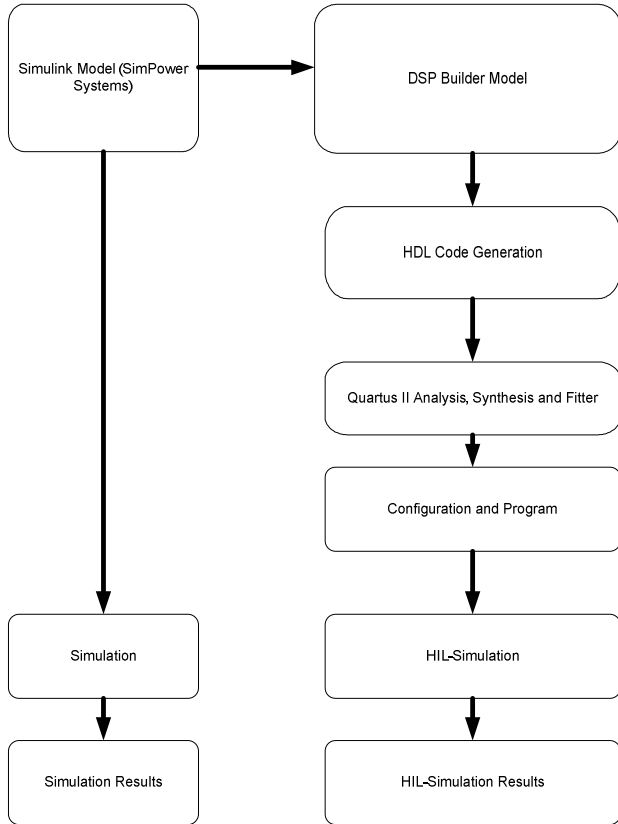 Simulink Model (SimPower
Systems)
DSP Builder Model
HDL Code Generation
Quartus II Analysis, Synthesis and Fitter
Configuration and Program
Simulation
HIL-Simulation
Simulation Results
HIL-Simulation Results